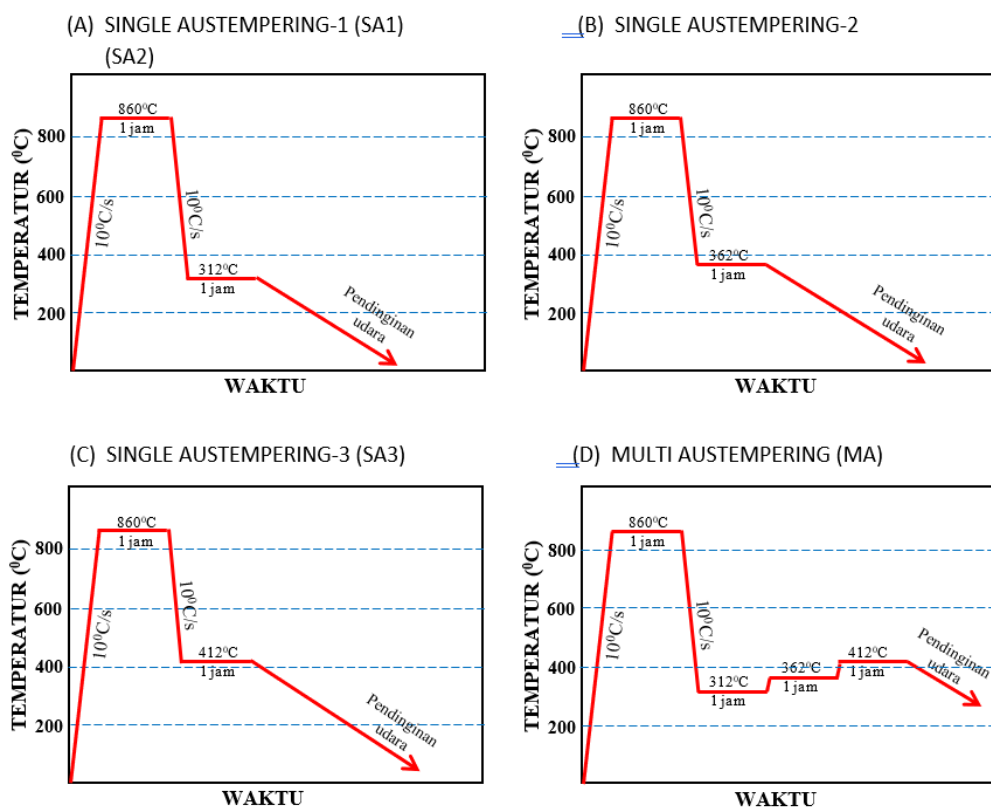 (A) SINGLE AUSTEMPERING-1 (SA1)
(SA2)
860⁰C
1 jam
800
600
400
200
10⁰C/s
10⁰C/s
312⁰C
1 jam
Pendinginan
udara
TEMPERATUR (⁰C)
WAKTU
(B) SINGLE AUSTEMPERING-2
860⁰C
1 jam
800
600
400
200
10⁰C/s
10⁰C/s
362⁰C
1 jam
Pendinginan
udara
TEMPERATUR (⁰C)
WAKTU
(C) SINGLE AUSTEMPERING-3 (SA3)
860⁰C
1 jam
800
600
400
200
10⁰C/s
10⁰C/s
412⁰C
1 jam
Pendinginan
udara
TEMPERATUR (⁰C)
WAKTU
(D) MULTI AUSTEMPERING (MA)
860⁰C
1 jam
800
600
400
200
10⁰C/s
10⁰C/s
312⁰C
1 jam
362⁰C
1 jam
412⁰C
1 jam
Pendinginan
udara
TEMPERATUR (⁰C)
WAKTU